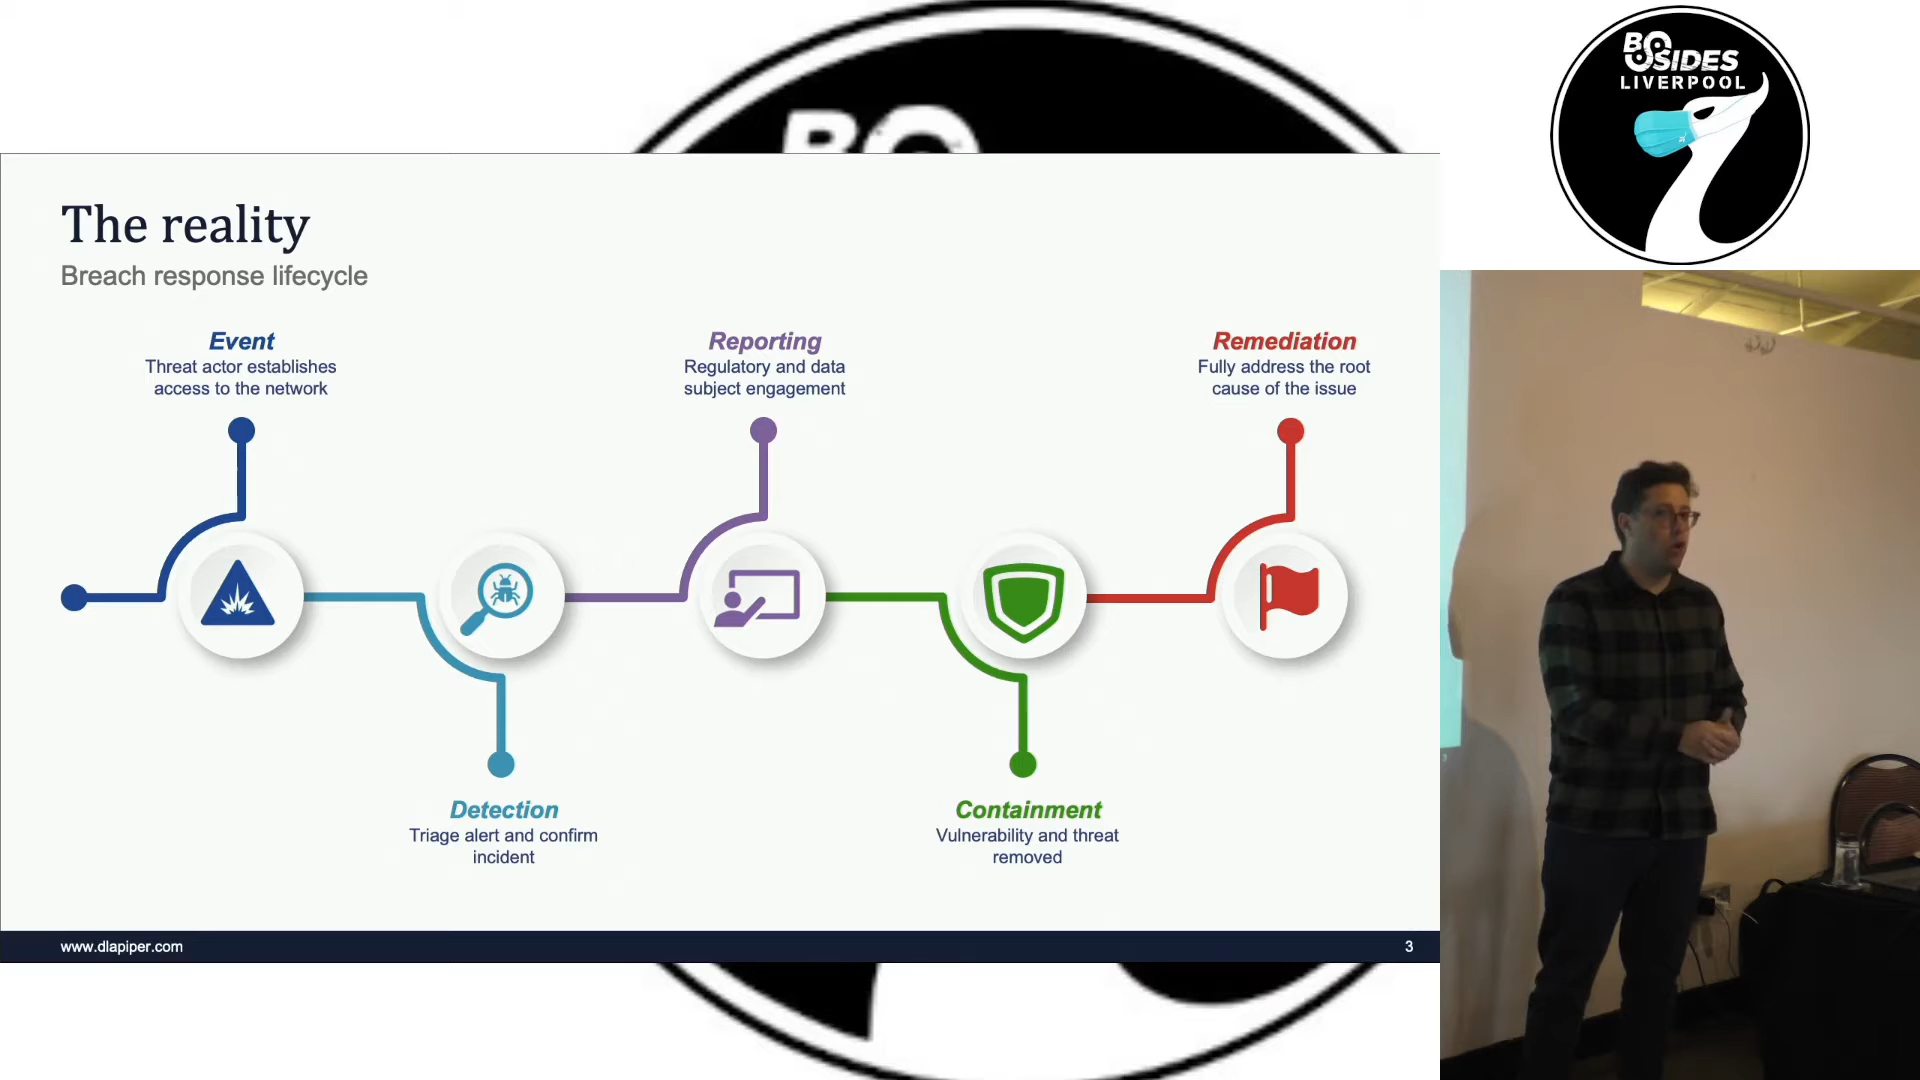 BSIDES
LIVERPOOL
The reality
Breach response lifecycle
Event
Threat actor establishes
access to the network
Reporting
Regulatory and data
subject engagement
Remediation
Fully address the root
cause of the issue
Detection
Triage alert and confirm
incident
Containment
Vulnerability and threat
removed
www.dlapiper.com
3